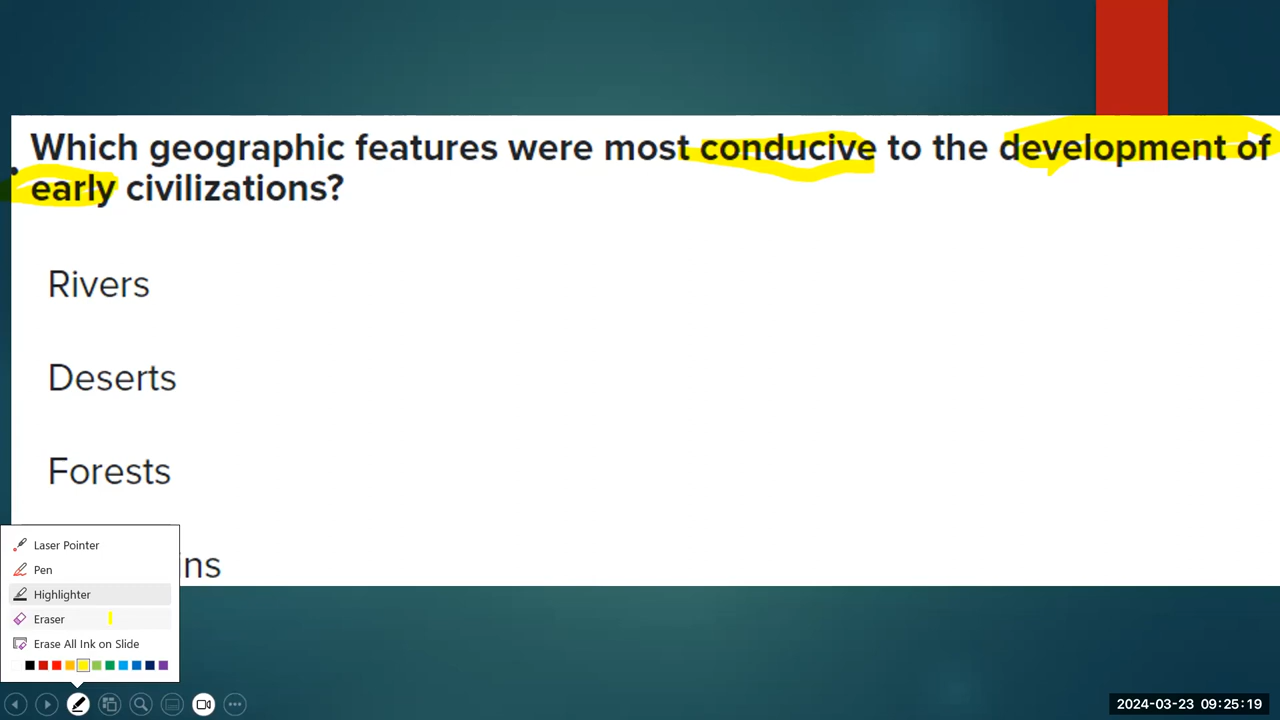 Which geographic features were most conducive to the development of
early civilizations?
Rivers
Deserts
Forests
ins
Laser Pointer
Pen
Highlighter
Eraser
Erase All Ink on Slide
2024-03-23 09:25:19